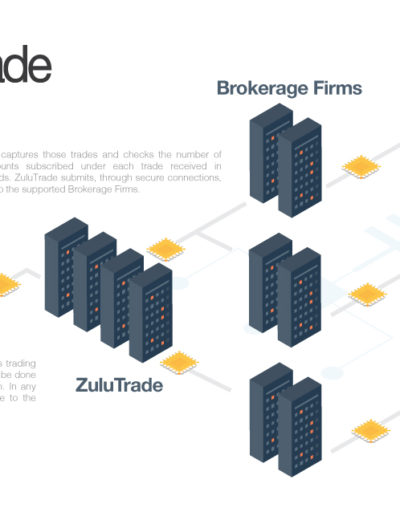 ade
Brokerage Firms
captures those trades and checks the number of
unts subscribed under each trade received in
ds. ZuluTrade submits, through secure connections,
o the supported Brokerage Firms.
s trading
be done
n. In any
e to the
ZuluTrade